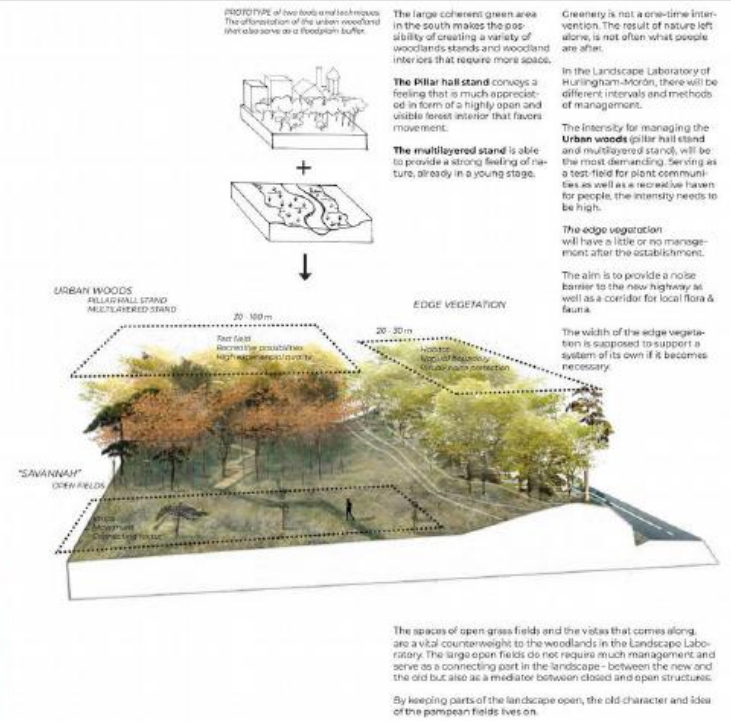 PROTOTYPE of two tools and techniques.
The afforestation of the urban woodland
that also serve as a floodplain buffer.
The large coherent green area
in the south makes the pos-
sibility of creating a variety of
woodlands stands and woodland
interiors that require more space.
The Pillar hall stand conveys a
feeling that is much appreciat-
ed in form of a highly open and
visible forest interior that favors
movement.
The multilayered stand is able
to provide a strong feeling of na-
ture, already in a young stage.
Greenery is not a one-time inter-
vention. The result of nature left
alone, is not often what people
are after.
In the Landscape Laboratory of
Hurlingham-Morón, there will be
different intervals and methods
of management.
The intensity for managing the
Urban woods (pillar hall stand
and multilayered stand), will be
the most demanding. Serving as
a test-field for plant communi-
ties as well as a recreative haven
for people, the intensity needs to
be high.
The edge vegetation
will have a little or no manage-
ment after the establishment.
The aim is to provide a noise
barrier to the new highway as
well as a corridor for local flora &
fauna.
The width of the edge vegeta-
tion is supposed to support a
system of its own if it becomes
necessary.
URBAN WOODS
PILLAR HALL STAND
MULTILAYERED STAND
30 - 100 m
Test field
Recreative possibilities
High experiential quality
EDGE VEGETATION
20 - 30 m
Habitat
Natural boundary
noise protection
"SAVANNAH"
OPEN FIELDS
Movement
Connecting factor
The spaces of open grass fields and the vistas that comes along,
are a vital counterweight to the woodlands in the Landscape Labo-
ratory. The large open fields do not require much management and
serve as a connecting part in the landscape - between the new and
the old but also as a mediator between closed and open structures.
By keeping parts of the landscape open, the old character and idea
of the pampean fields lives on.